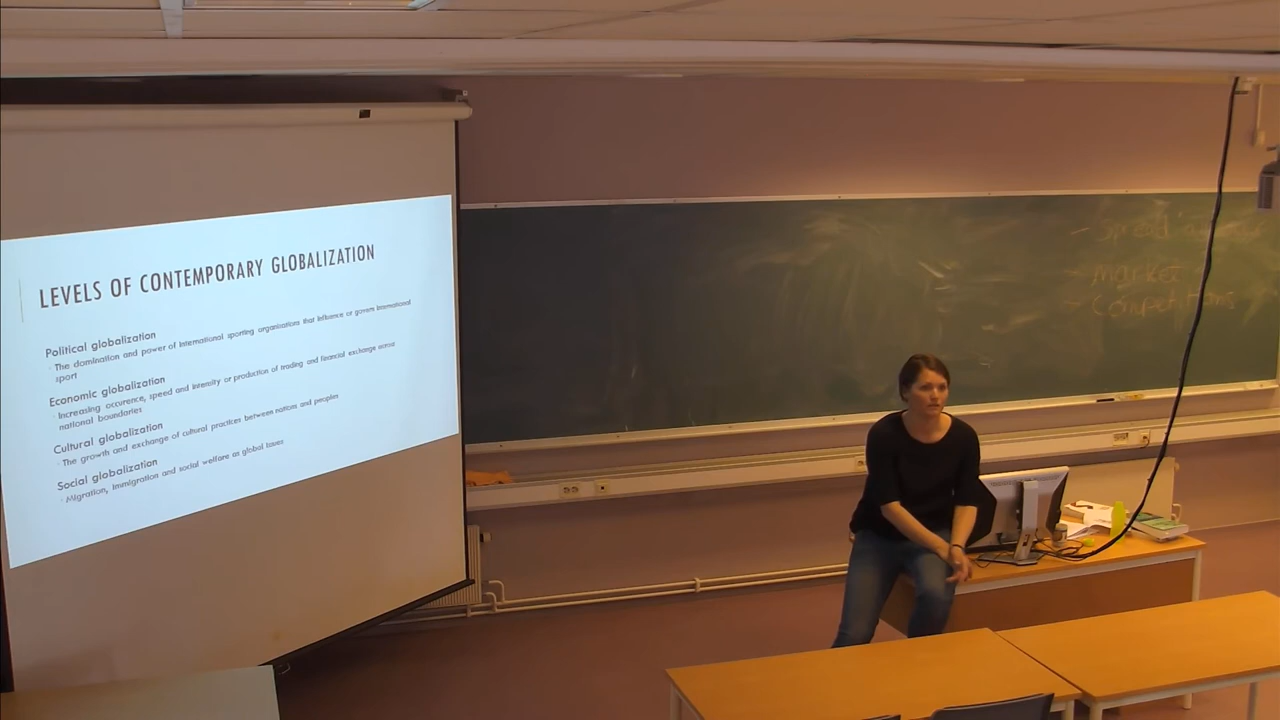 LEVELS OF CONTEMPORARY GLOBALIZATION
Political globalization
The domination and power of international sporting organizations that influence or govern international
sport
Economic globalization
Increasing occurence, speed and intensity or production of trading and financial exchange across
national boundaries
Cultural globalization
The growth and exchange of cultural practices between nations and peoples
Social globalization
Migration, immigration and social welfare as global issues
- Spread
- Market
- Competitions